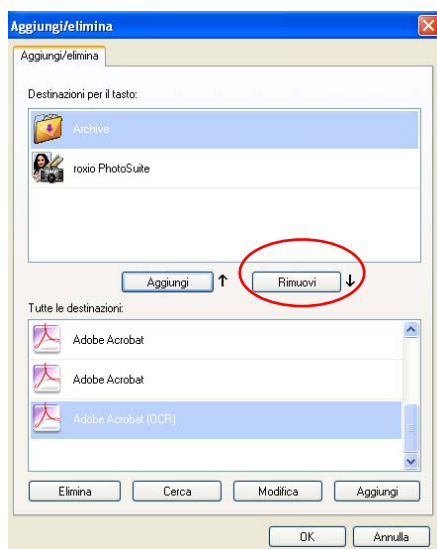 Aggiungi/elimina
Aggiungi/elimina
Destinazioni per il tasto:
Archive
roxio PhotoSuite
Aggiungi ↑ Rimuovi ↓
Tutte le destinazioni:
Adobe Acrobat
Adobe Acrobat
Adobe Acrobat (OCR)
Elimina Cerca Modifica Aggiungi
OK Annulla